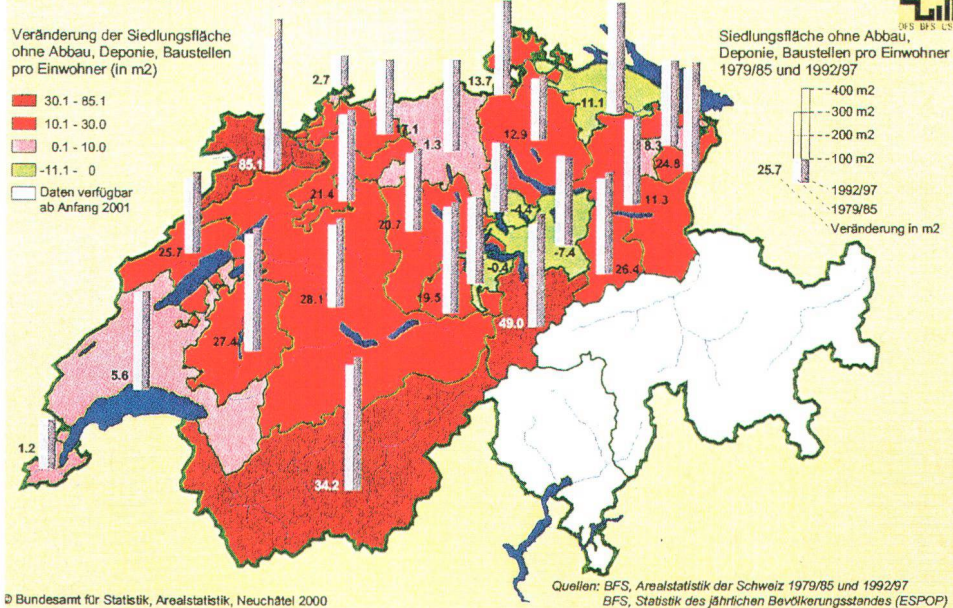 Veränderung der Siedlungsfläche
ohne Abbau, Deponie, Baustellen
pro Einwohner (in m2)
30.1 - 85.1
10.1 - 30.0
0.1 - 10.0
-11.1 - 0
Daten verfügbar
ab Anfang 2001
Siedlungsfläche ohne Abbau,
Deponie, Baustellen pro Einwohner
1979/85 und 1992/97
400 m2
300 m2
200 m2
100 m2
25.7
1992/97
1979/85
Veränderung in m2
2.7
13.7
17.1
1.3
12.9
-11.1
8.3
24.8
85.1
21.4
20.7
11.3
-4.4
25.7
-7.4
-0.4
26.4
28.1
19.5
49.0
27.4
5.6
1.2
34.2
© Bundesamt für Statistik, Arealstatistik, Neuchâtel 2000
Quellen: BFS, Arealstatistik der Schweiz 1979/85 und 1992/97
BFS, Statistik des jährlichen Bevölkerungsstandes (ESPOP)